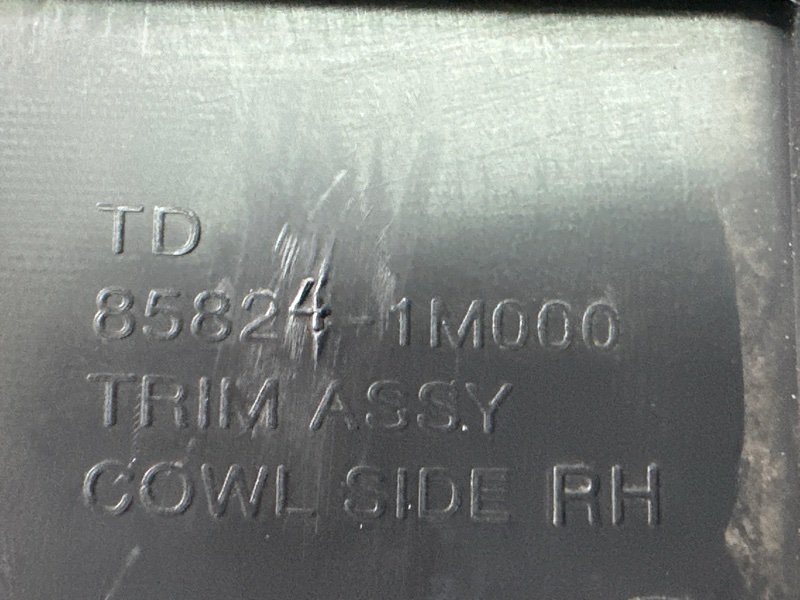 TD
85824-1M000
TRIM ASSY
COWL SIDE RH